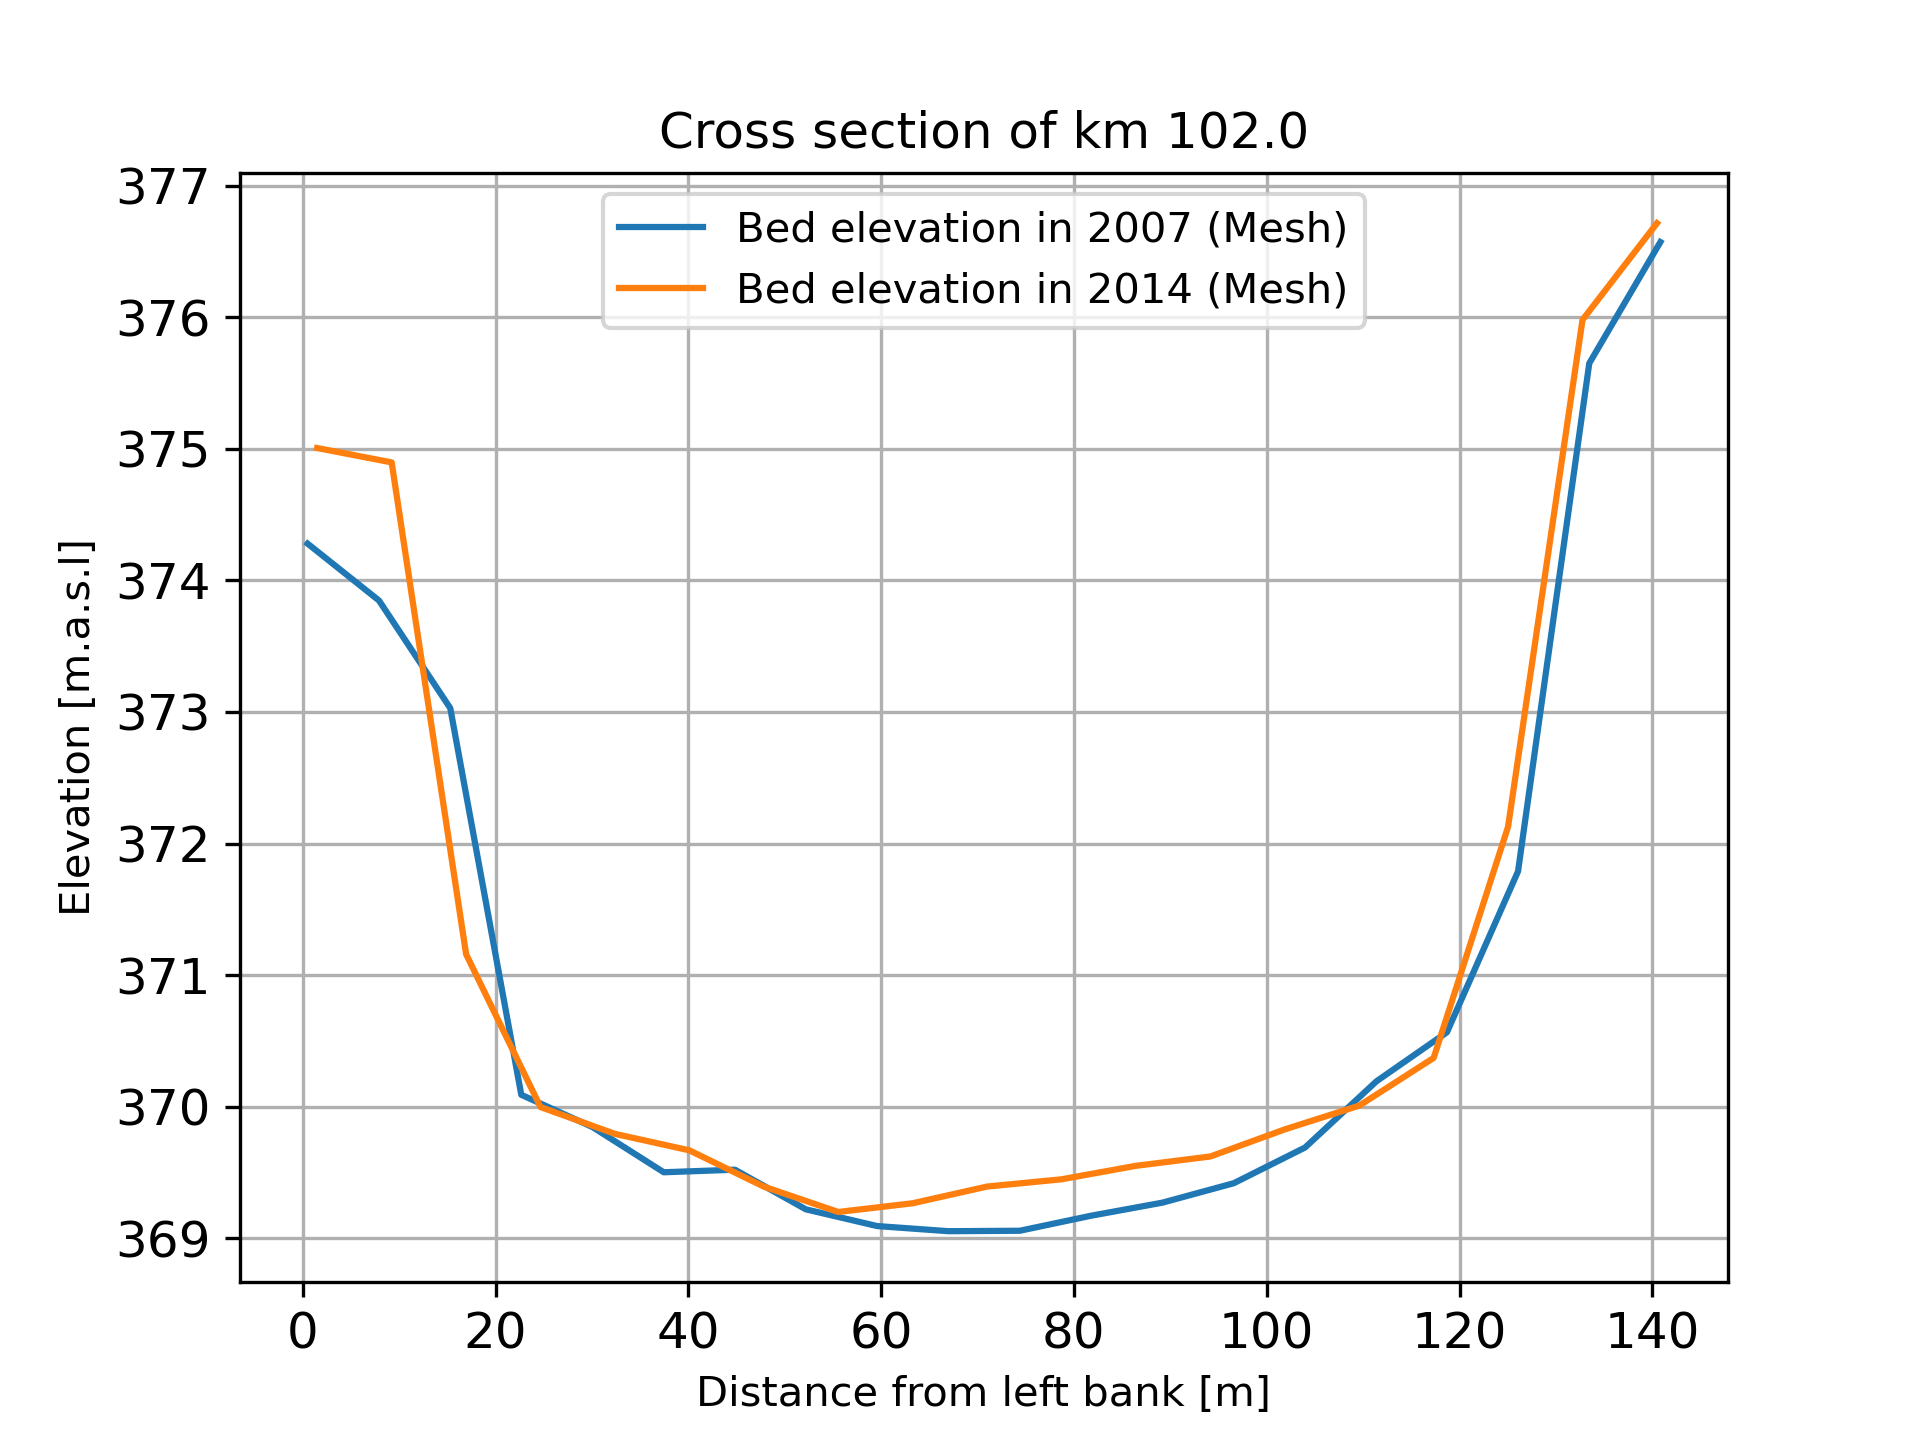 Cross section of km 102.0
377
376
375
374
373
372
371
370
369
Elevation [m.a.s.l]
Bed elevation in 2007 (Mesh)
Bed elevation in 2014 (Mesh)
0 20 40 60 80 100 120 140
Distance from left bank [m]